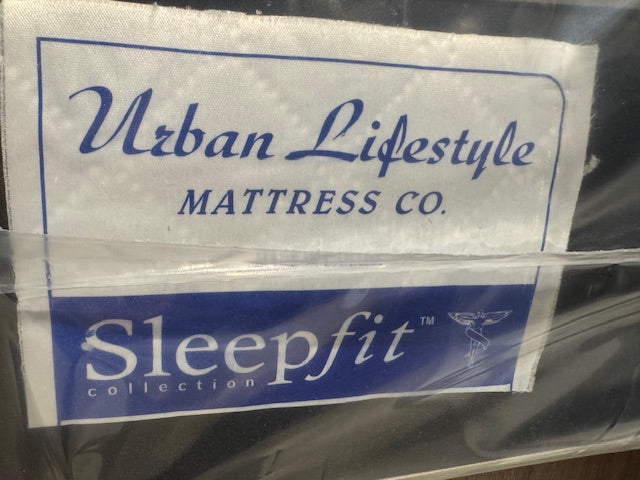 Urban Lifestyle
MATTRESS CO.
Sleepfit™
collection